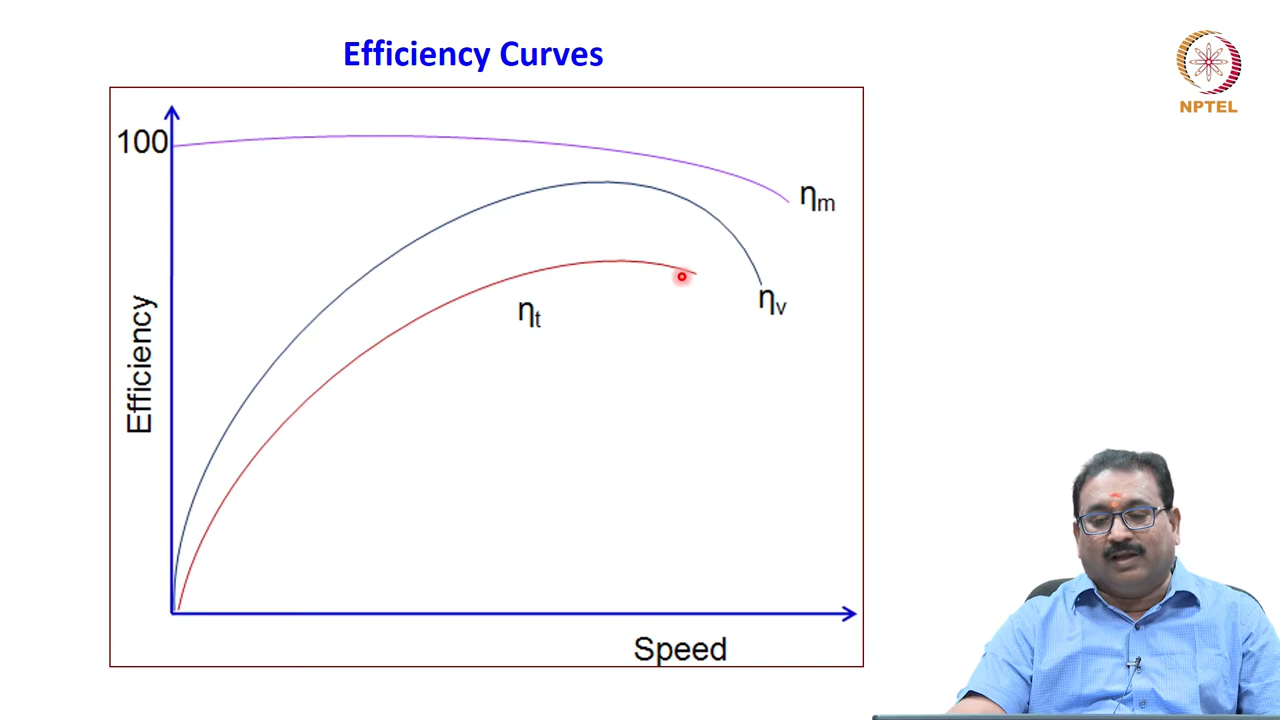 Efficiency Curves
NPTEL
100
ηm
ηv
ηt
Efficiency
Speed